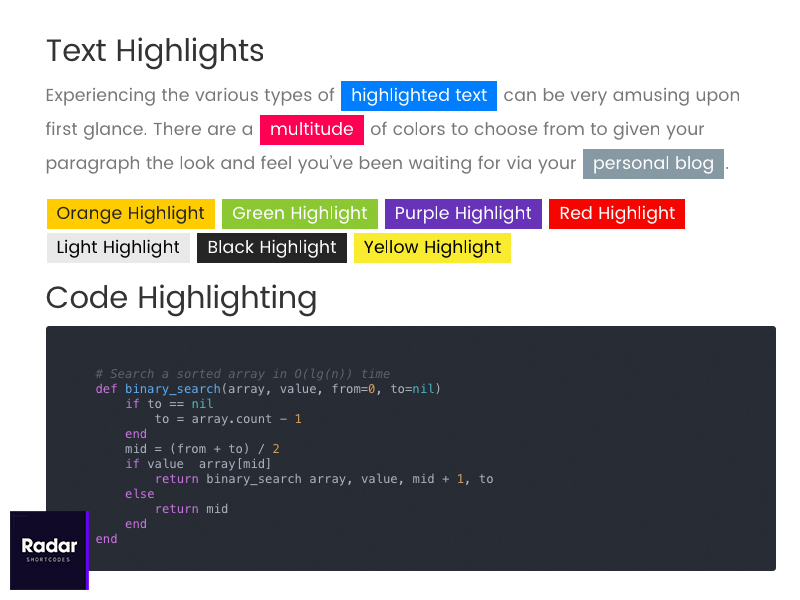 Text Highlights
Experiencing the various types of highlighted text can be very amusing upon
first glance. There are a multitude of colors to choose from to given your
paragraph the look and feel you've been waiting for via your personal blog.
Orange Highlight Green Highlight Purple Highlight Red Highlight
Light Highlight Black Highlight Yellow Highlight
Code Highlighting
# Search a sorted array in O(lg(n)) time
def binary_search(array, value, from=0, to=nil)
    if to == nil
        to = array.count - 1
    end
    mid = (from + to) / 2
    if value  array[mid]
        return binary_search array, value, mid + 1, to
    else
        return mid
    end
end
Radar
SHORTCODES